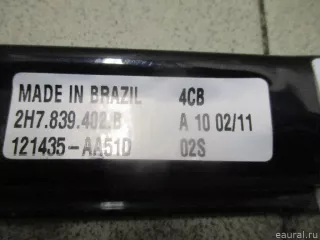 MADE IN BRAZIL 4CB
2H7.839.402.B A 10 02/11
121435-AA51D 02S
eaural.ru